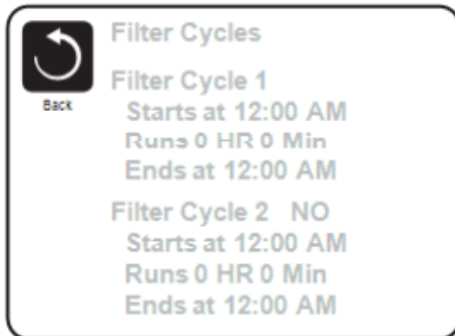 Filter Cycles
Back
Filter Cycle 1
Starts at 12:00 AM
Runs 0 HR 0 Min
Ends at 12:00 AM
Filter Cycle 2 NO
Starts at 12:00 AM
Runs 0 HR 0 Min
Ends at 12:00 AM